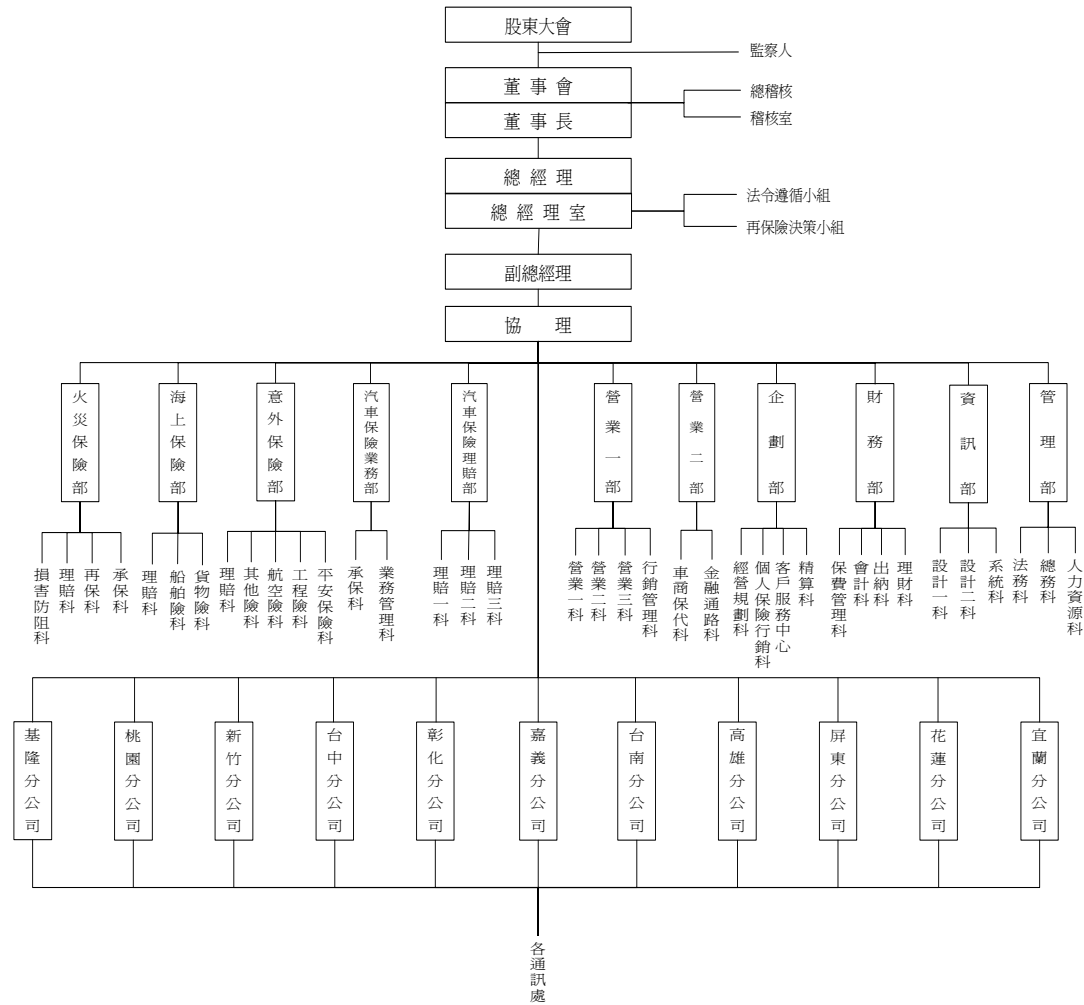 股東大會
監察人
董事會
總稽核
稽核室
董事長
總經理
法令遵循小組
總經理室
再保險決策小組
副總經理
協理
火災保險部
海上保險部
意外保險部
汽車保險業務部
汽車保險理賠部
營業一部
營業二部
企劃部
財務部
資訊部
管理部
損害防阻科
理賠科
再保科
承保科
理賠科
船舶險科
貨物險科
理賠科
其他險科
航空險科
工程險科
平安保險科
承保科
業務管理科
理賠一科
理賠二科
理賠三科
營業一科
營業二科
營業三科
行銷管理科
車商保代科
金融通路科
經營規劃科
個人保險行銷科
客戶服務中心
精算科
保費管理科
會計科
出納科
理財科
設計一科
設計二科
系統科
法務科
總務科
人力資源科
基隆分公司
桃園分公司
新竹分公司
台中分公司
彰化分公司
嘉義分公司
台南分公司
高雄分公司
屏東分公司
花蓮分公司
宜蘭分公司
各通訊處